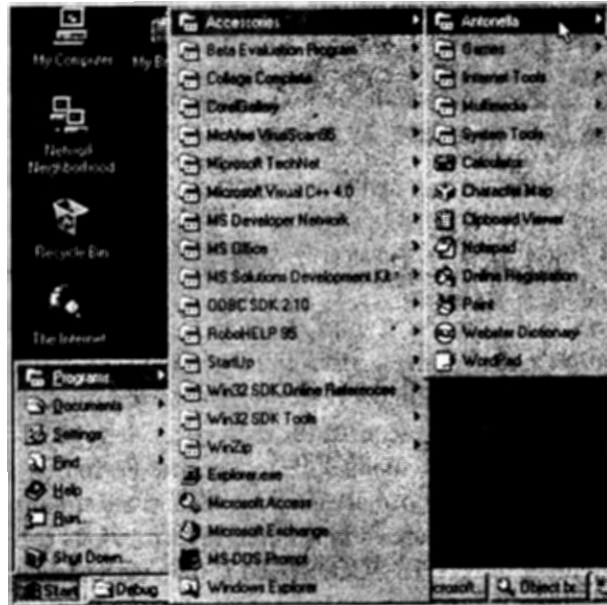 My Computer
Network
Neighborhood
Recycle Bin
The Internet
Programs
Documents
Settings
Find
Help
Run...
Shut Down...
Start
Debug
Accessories
Beta Evaluation Program
College Complete
CorelGallery
McAfee VirusScan95
Microsoft TechNet
Microsoft Visual C++ 4.0
MS Developer Network
MS Office
MS Solutions Development Kit
ODBC SDK 2.10
RoboHELP 95
StartUp
Win32 SDK Online References
Win32 SDK Tools
WinZip
Explorer.exe
Microsoft Access
Microsoft Exchange
MS-DOS Prompt
Windows Explorer
Antonella
Games
Internet Tools
Multimedia
System Tools
Calculator
Character Map
Clipboard Viewer
Notepad
Online Registration
Paint
Webster Dictionary
WordPad
Object